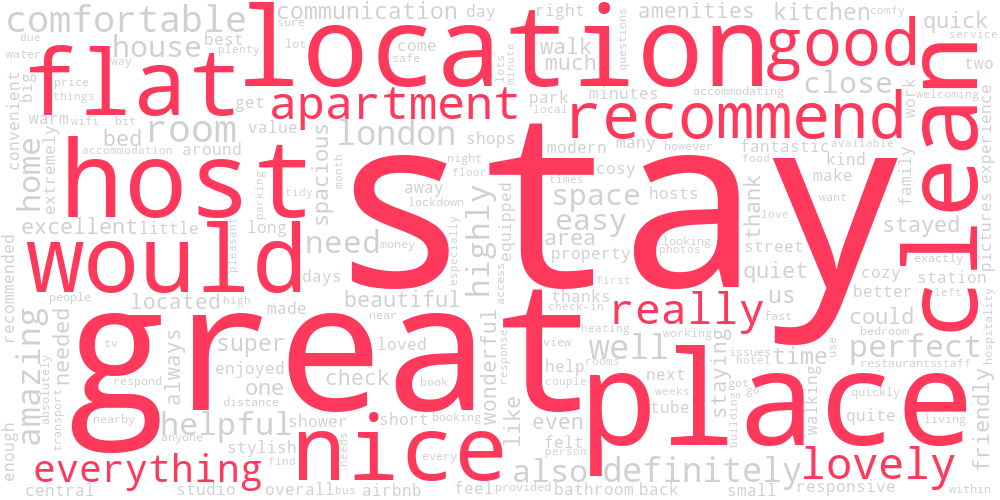 comfortable
communication
day
right
amenities
comfy
sure
kitchen
quick
service
due
water
way
house
best
plenty
lot
safe
come
location
questions
walk
much
good
two
flat
price
things
big
convenient
get
apartment
lots
minute
park
local
minutes
accommodating
close
recommend
work
welcoming
clean
warm
wifi
bit
bed
room
value
london
shops
modern
many
however
fantastic
food
available
accommodation
around
home
extremely
host
spacious
month
parking
tidy
night
floor
cosy
kind
make
family
away
lockdown
times
stay
space
hosts
thank
love
want
experience
pictures
excellent
little
long
pleasant
need
money
especially
highly
equipped
easy
area
property
looking
photos
street
stayed
would
days
access
first
quiet
cozy
station
exactly
recommended
people
located
high
made
beautiful
thanks
check-in
really
us
better
left
great
near
heating
working
fast
could
hospitality
amazing
needed
absolutely
transport
tv
always
super
loved
wonderful
response
view
well
issues
hotel
time
use
bedroom
perfect
restaurants
staff
respond
enjoyed
one
distance
check
book
help
rooms
couple
place
next
weeks
tube
staying
got
go
building
walking
quickly
quite
living
friendly
nearby
helpful
shower
short
booking
like
even
felt
person
enough
anyone
stylish
find
needs
nice
every
everything
also
definitely
lovely
central
studio
overall
bus
airbnb
feel
provided
bathroom
back
small
responsive
within